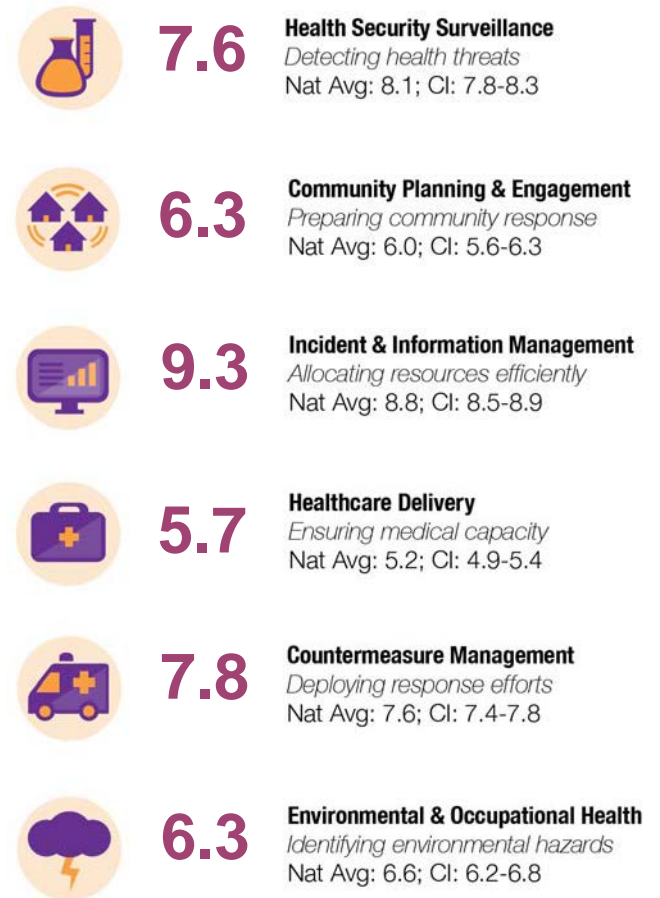 7.6
Health Security Surveillance
Detecting health threats
Nat Avg: 8.1; CI: 7.8-8.3
6.3
Community Planning & Engagement
Preparing community response
Nat Avg: 6.0; CI: 5.6-6.3
9.3
Incident & Information Management
Allocating resources efficiently
Nat Avg: 8.8; CI: 8.5-8.9
5.7
Healthcare Delivery
Ensuring medical capacity
Nat Avg: 5.2; CI: 4.9-5.4
7.8
Countermeasure Management
Deploying response efforts
Nat Avg: 7.6; CI: 7.4-7.8
6.3
Environmental & Occupational Health
Identifying environmental hazards
Nat Avg: 6.6; CI: 6.2-6.8